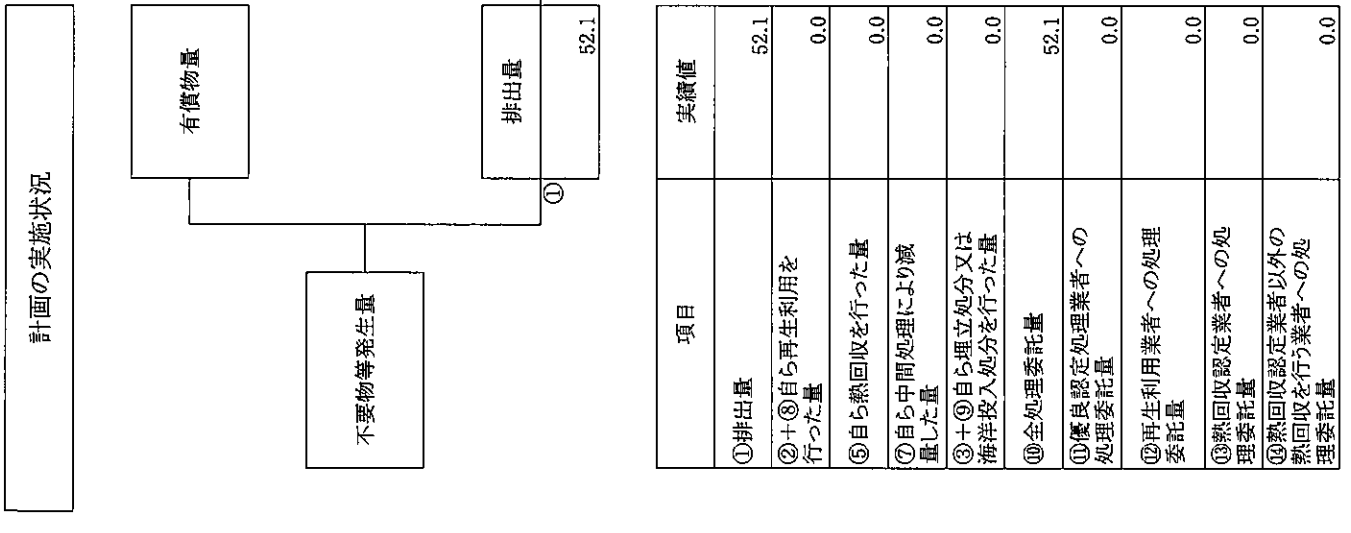 計画の実施状況
有償物量
不要物等発生量
排出量
①
52.1
項目
実績値
①排出量
52.1
②+⑧自ら再生利用を
行った量
0.0
⑤自ら熱回収を行った量
0.0
⑦自ら中間処理により減
量した量
0.0
③+⑨自ら埋立処分又は
海洋投入処分を行った量
0.0
⑩全処理委託量
52.1
⑪優良認定処理業者への
処理委託量
0.0
⑫再生利用業者への処理
委託量
0.0
⑬熱回収認定業者への処
理委託量
0.0
⑭熱回収認定業者以外の
熱回収を行う業者への処
理委託量
0.0